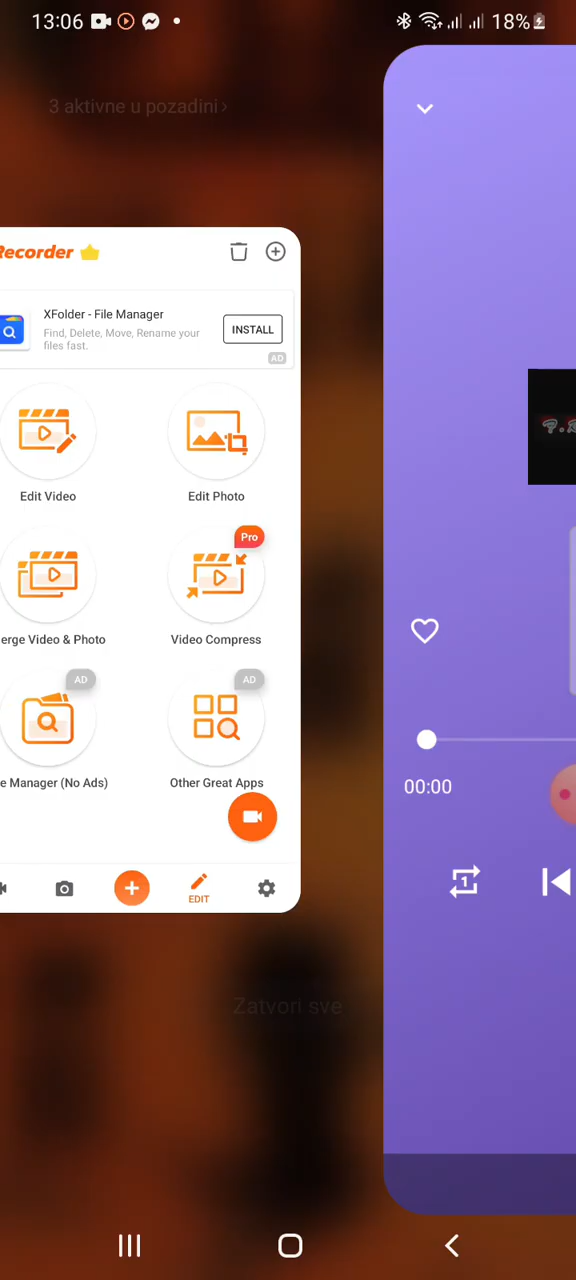 13:06
18%
3 aktivne u pozadini
Recorder
XFolder - File Manager
Find, Delete, Move, Rename your
files fast.
INSTALL
AD
Edit Video
Edit Photo
Pro
erge Video & Photo
Video Compress
AD
AD
e Manager (No Ads)
Other Great Apps
EDIT
00:00
1
Zatvori sve